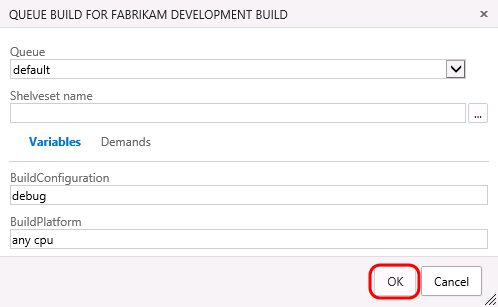 QUEUE BUILD FOR FABRIKAM DEVELOPMENT BUILD
Queue
default
Shelveset name
...
Variables Demands
BuildConfiguration
debug
BuildPlatform
any cpu
OK Cancel